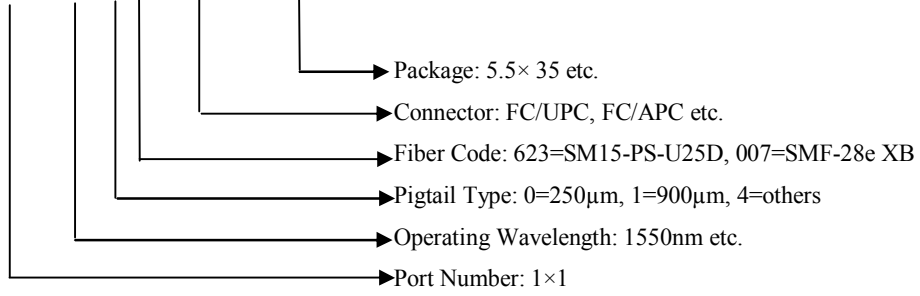 Package: 5.5× 35 etc.
Connector: FC/UPC, FC/APC etc.
Fiber Code: 623=SM15-PS-U25D, 007=SMF-28e XB
Pigtail Type: 0=250μm, 1=900μm, 4=others
Operating Wavelength: 1550nm etc.
Port Number: 1×1